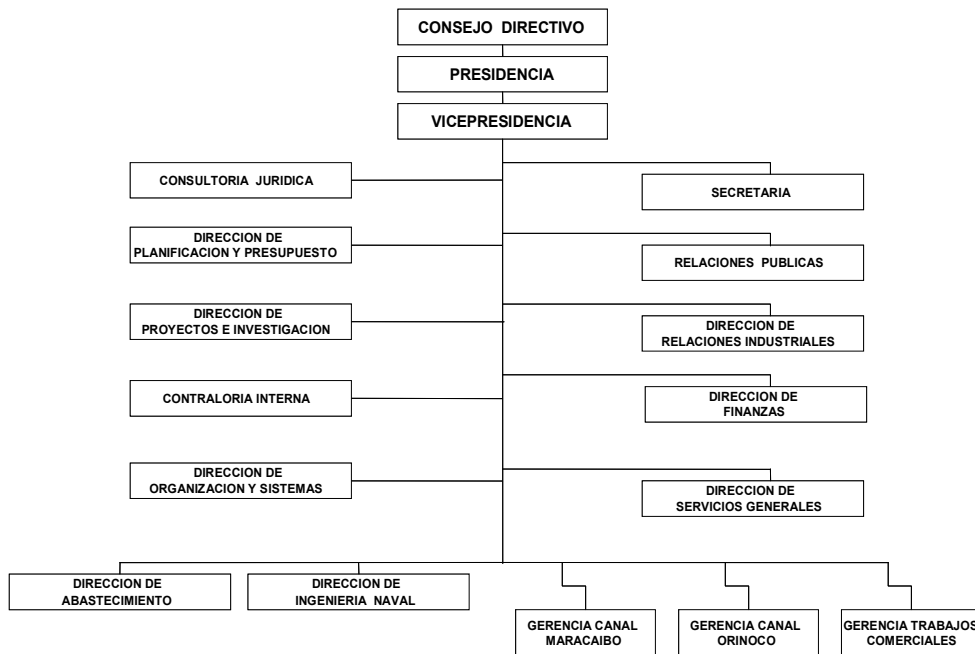 CONSEJO DIRECTIVO
PRESIDENCIA
VICEPRESIDENCIA
CONSULTORIA JURIDICA
SECRETARIA
DIRECCION DE
PLANIFICACION Y PRESUPUESTO
RELACIONES PUBLICAS
DIRECCION DE
PROYECTOS E INVESTIGACION
DIRECCION DE
RELACIONES INDUSTRIALES
CONTRALORIA INTERNA
DIRECCION DE
FINANZAS
DIRECCION DE
ORGANIZACION Y SISTEMAS
DIRECCION DE
SERVICIOS GENERALES
DIRECCION DE
ABASTECIMIENTO
DIRECCION DE
INGENIERIA NAVAL
GERENCIA CANAL
MARACAIBO
GERENCIA CANAL
ORINOCO
GERENCIA TRABAJOS
COMERCIALES